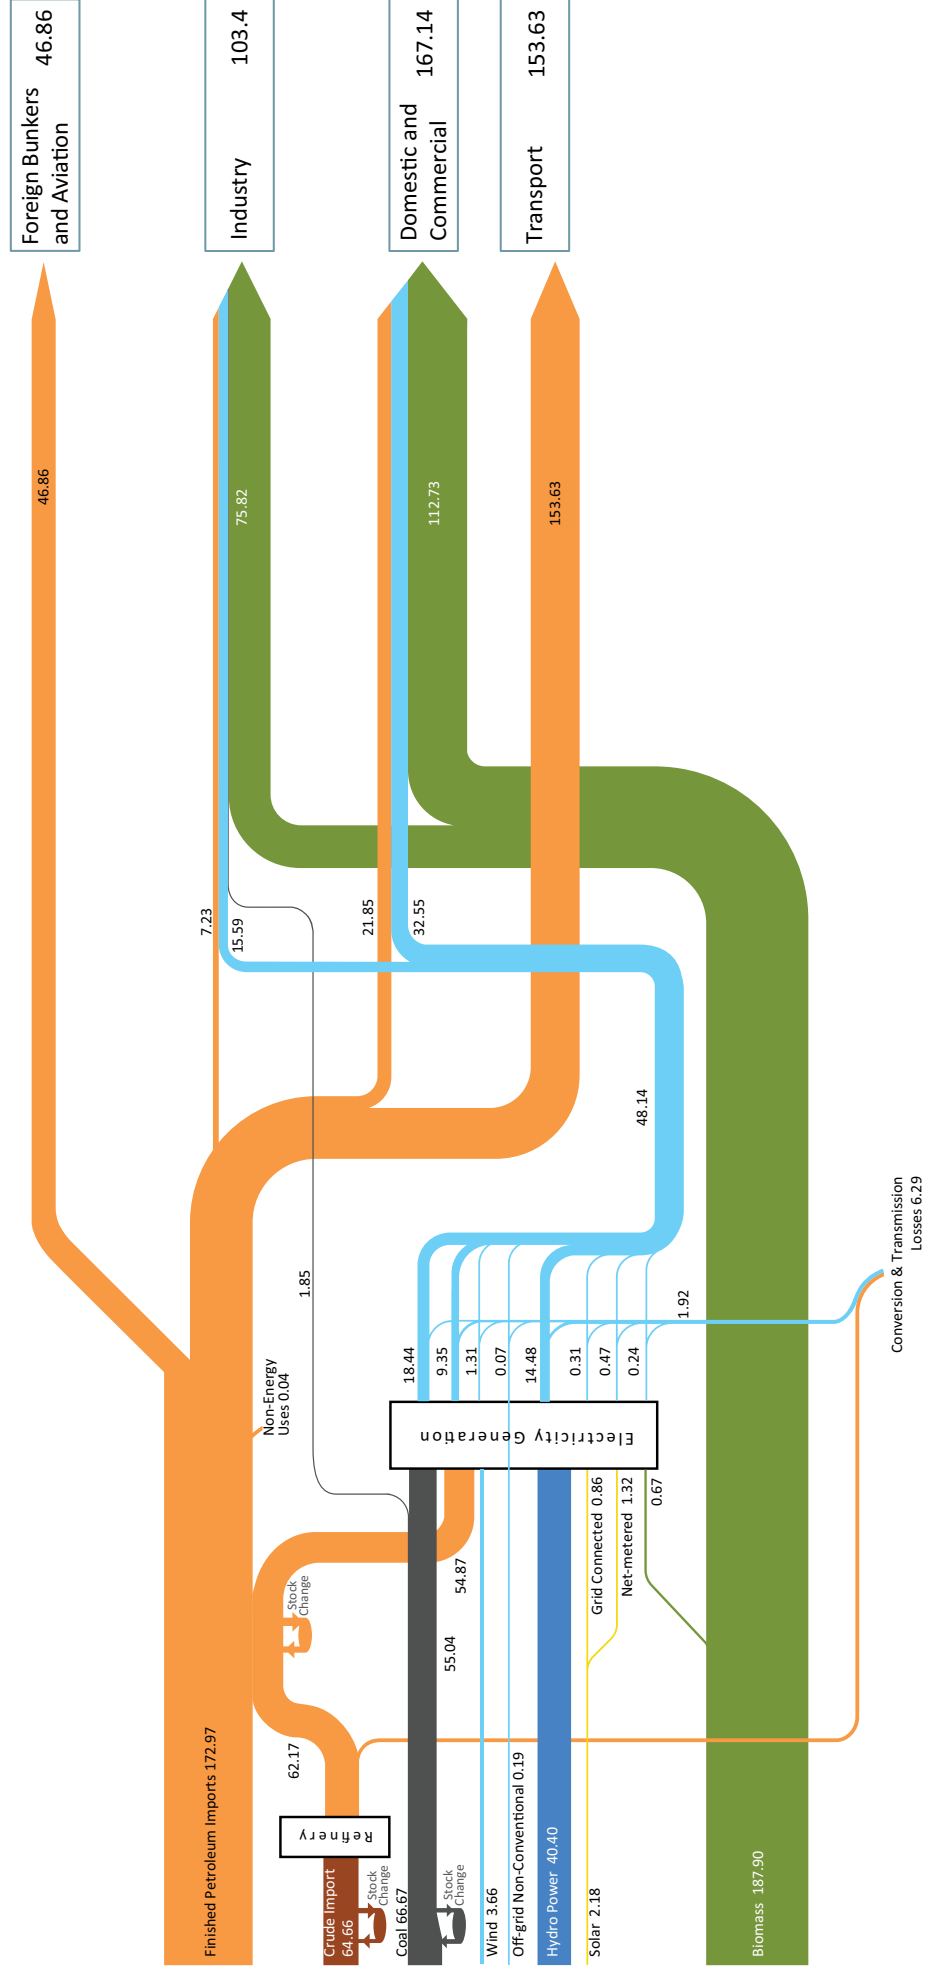 Foreign Bunkers
and Aviation
46.86
Industry
103.4
Domestic and
Commercial
167.14
Transport
153.63
46.86
75.82
112.73
153.63
7.23
15.59
21.85
32.55
48.14
1.85
Non-Energy
Uses 0.04
18.44
9.35
1.31
0.07
14.48
0.31
0.47
0.24
1.92
Conversion & Transmission
Losses 6.29
Electricity Generation
54.87
55.04
Grid Connected 0.86
Net-metered 1.32
0.67
Stock
Change
62.17
Finished Petroleum Imports 172.97
Refinery
Crude Import
64.66
Stock
Change
Coal 66.67
Stock
Change
Wind 3.66
Off-grid Non-Conventional 0.19
Hydro Power 40.40
Solar 2.18
Biomass 187.90